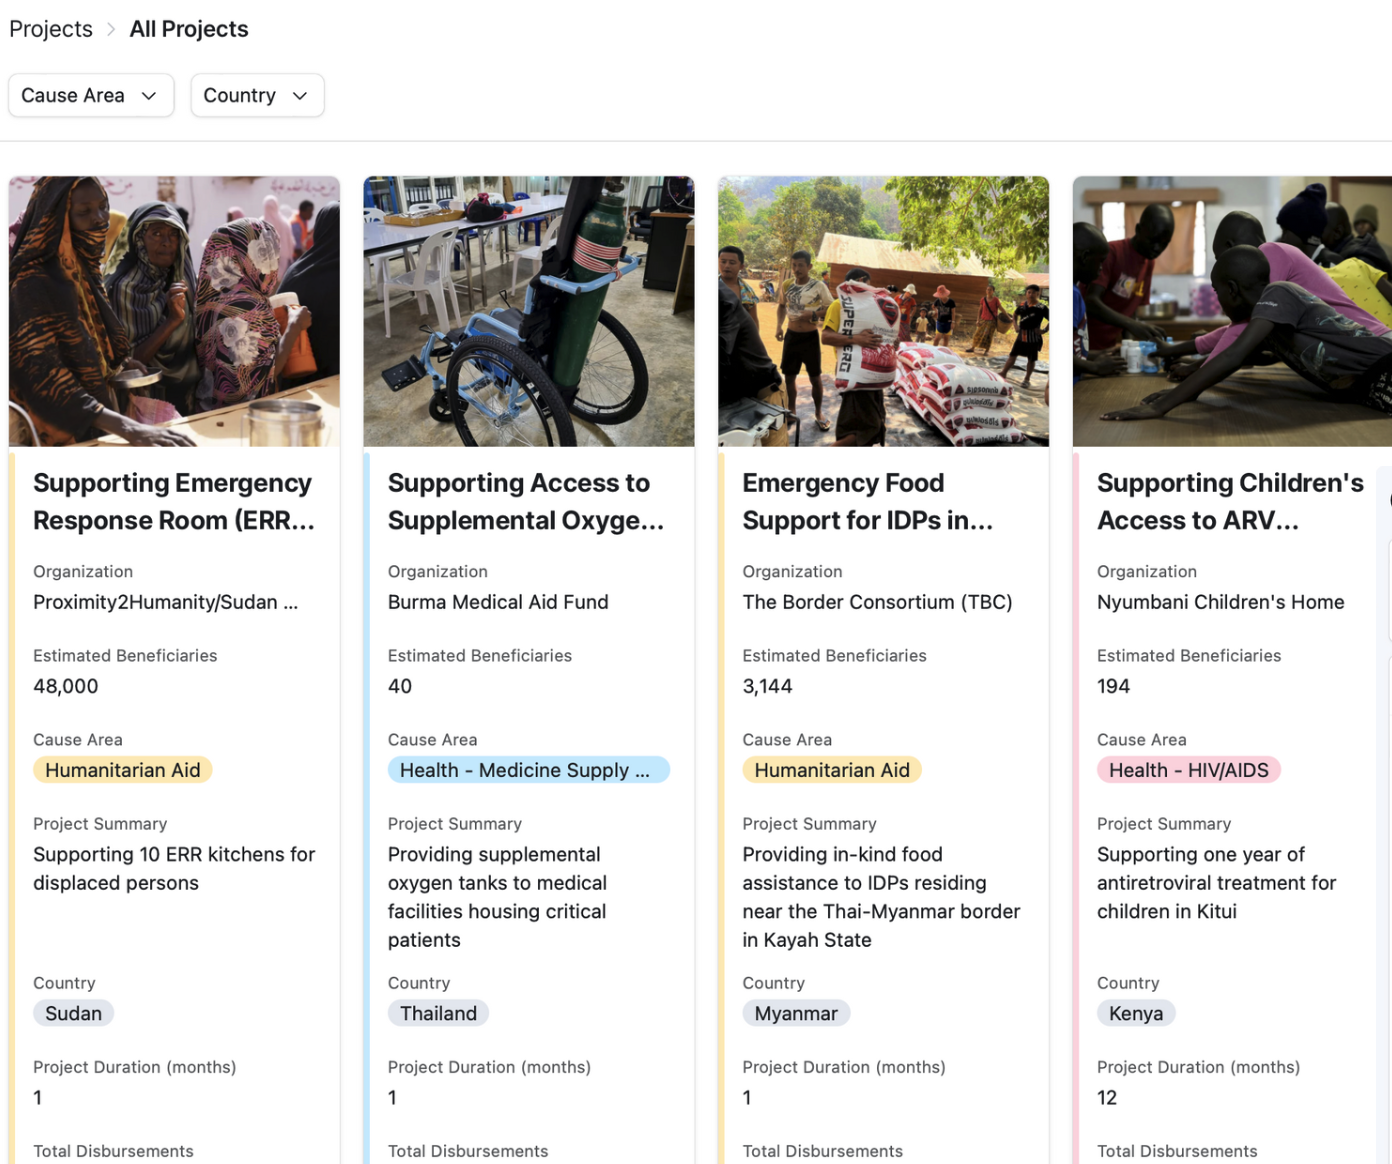 Projects > All Projects
Cause Area
Country
Supporting Emergency
Response Room (ERR...
Organization
Proximity2Humanity/Sudan ...
Estimated Beneficiaries
48,000
Cause Area
Humanitarian Aid
Project Summary
Supporting 10 ERR kitchens for
displaced persons
Country
Sudan
Project Duration (months)
1
Total Disbursements
Supporting Access to
Supplemental Oxyge...
Organization
Burma Medical Aid Fund
Estimated Beneficiaries
40
Cause Area
Health - Medicine Supply ...
Project Summary
Providing supplemental
oxygen tanks to medical
facilities housing critical
patients
Country
Thailand
Project Duration (months)
1
Total Disbursements
Emergency Food
Support for IDPs in...
Organization
The Border Consortium (TBC)
Estimated Beneficiaries
3,144
Cause Area
Humanitarian Aid
Project Summary
Providing in-kind food
assistance to IDPs residing
near the Thai-Myanmar border
in Kayah State
Country
Myanmar
Project Duration (months)
1
Total Disbursements
Supporting Children's
Access to ARV...
Organization
Nyumbani Children's Home
Estimated Beneficiaries
194
Cause Area
Health - HIV/AIDS
Project Summary
Supporting one year of
antiretroviral treatment for
children in Kitui
Country
Kenya
Project Duration (months)
12
Total Disbursements